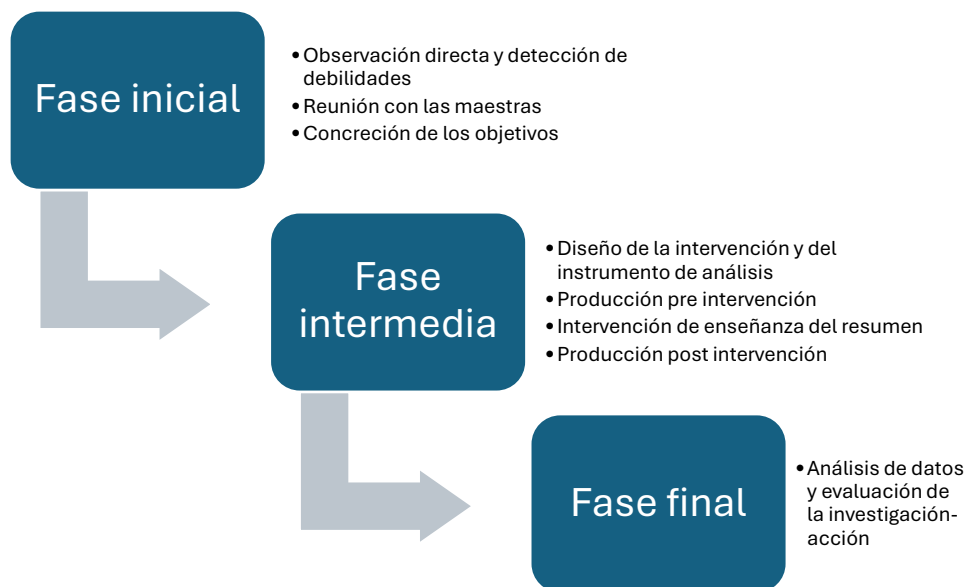 Fase inicial
• Observación directa y detección de
debilidades
• Reunión con las maestras
• Concreción de los objetivos
Fase
intermedia
• Diseño de la intervención y del
instrumento de análisis
• Producción pre intervención
• Intervención de enseñanza del resumen
• Producción post intervención
Fase final
• Análisis de datos
y evaluación de
la investigación-
acción